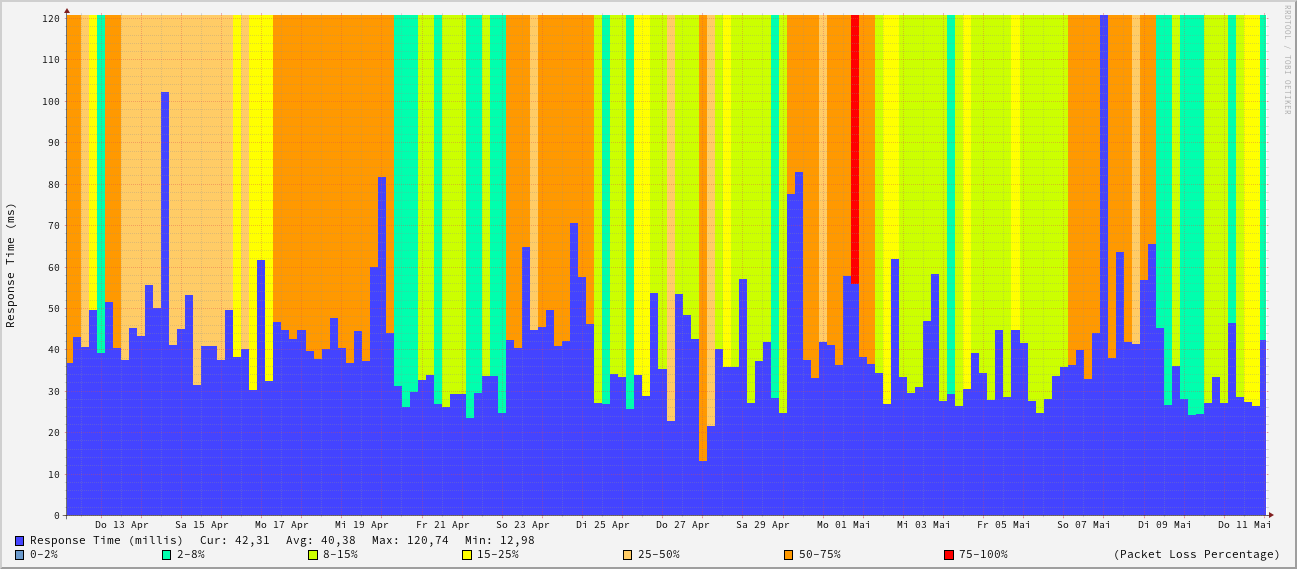 RRDTOOL / TOBI OETIKER
Response Time (ms)
120
110
100
90
80
70
60
50
40
30
20
10
0
Do 13 Apr Sa 15 Apr Mo 17 Apr Mi 19 Apr Fr 21 Apr So 23 Apr Di 25 Apr Do 27 Apr Sa 29 Apr Mo 01 Mai Mi 03 Mai Fr 05 Mai So 07 Mai Di 09 Mai Do 11 Mai
Response Time (millis) Cur: 42,31 Avg: 40,38 Max: 120,74 Min: 12,98
0-2% 2-8% 8-15% 15-25% 25-50% 50-75% 75-100% (Packet Loss Percentage)